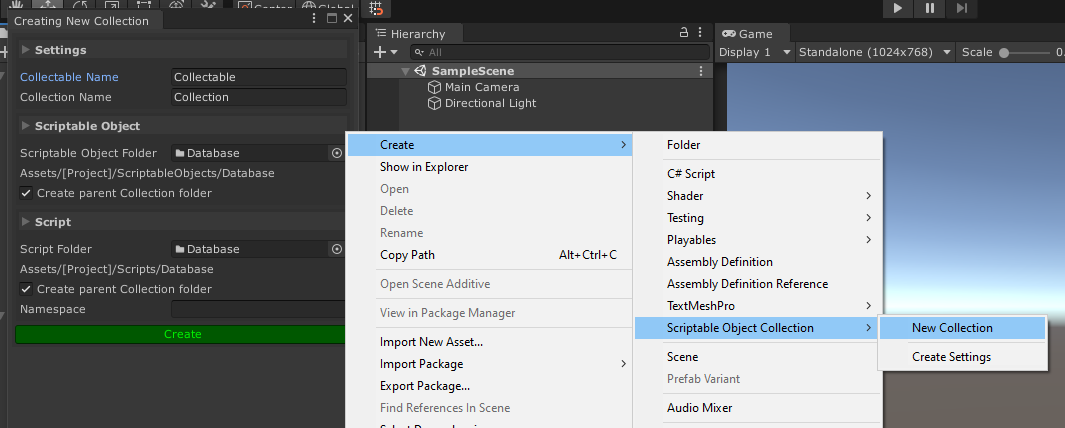 Center
Global
Creating New Collection
Settings
Collectable Name
Collectable
Collection Name
Collection
Scriptable Object
Scriptable Object Folder
Database
Assets/[Project]/ScriptableObjects/Database
Create parent Collection folder
Script
Script Folder
Database
Assets/[Project]/Scripts/Database
Create parent Collection folder
Namespace
Create
Hierarchy
All
SampleScene
Main Camera
Directional Light
Game
Display 1
Standalone (1024x768)
Scale
Create
Show in Explorer
Open
Delete
Rename
Copy Path Alt+Ctrl+C
Open Scene Additive
View in Package Manager
Import New Asset...
Import Package
Export Package...
Find References In Scene
Folder
C# Script
Shader
Testing
Playables
Assembly Definition
Assembly Definition Reference
TextMeshPro
Scriptable Object Collection
Scene
Prefab Variant
Audio Mixer
New Collection
Create Settings